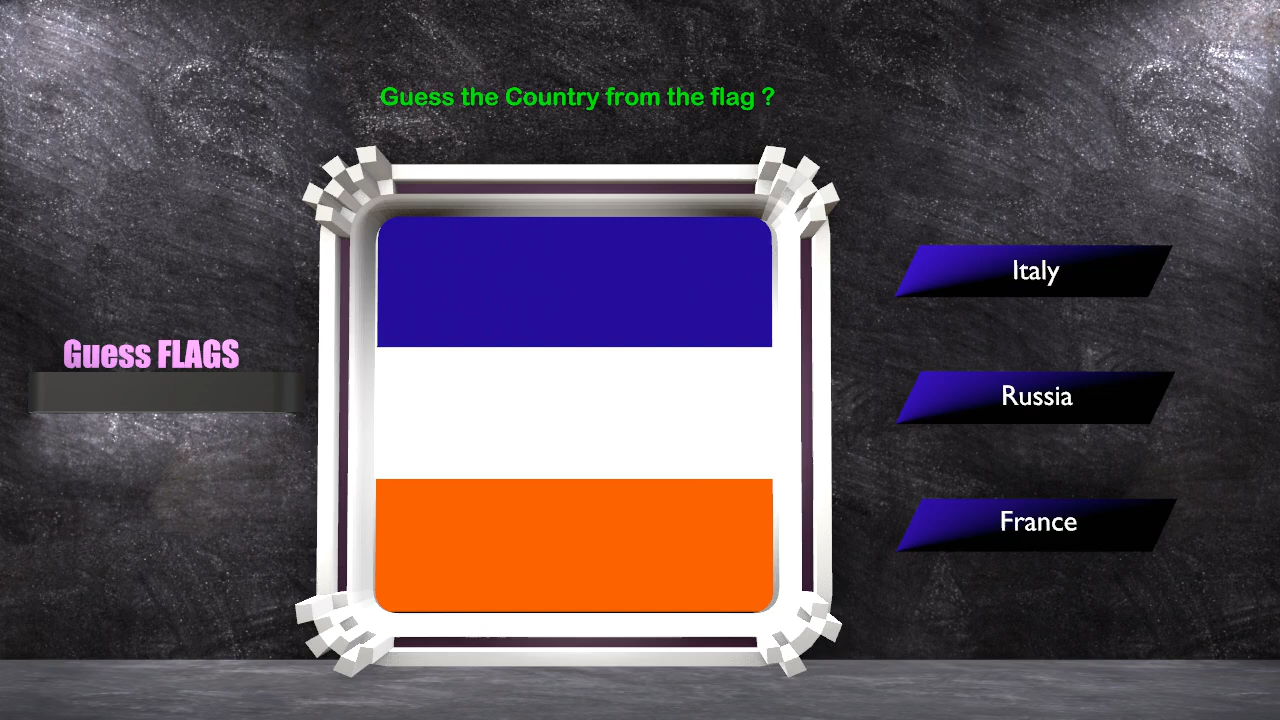 Guess the Country from the flag ?
Guess FLAGS
Italy
Russia
France